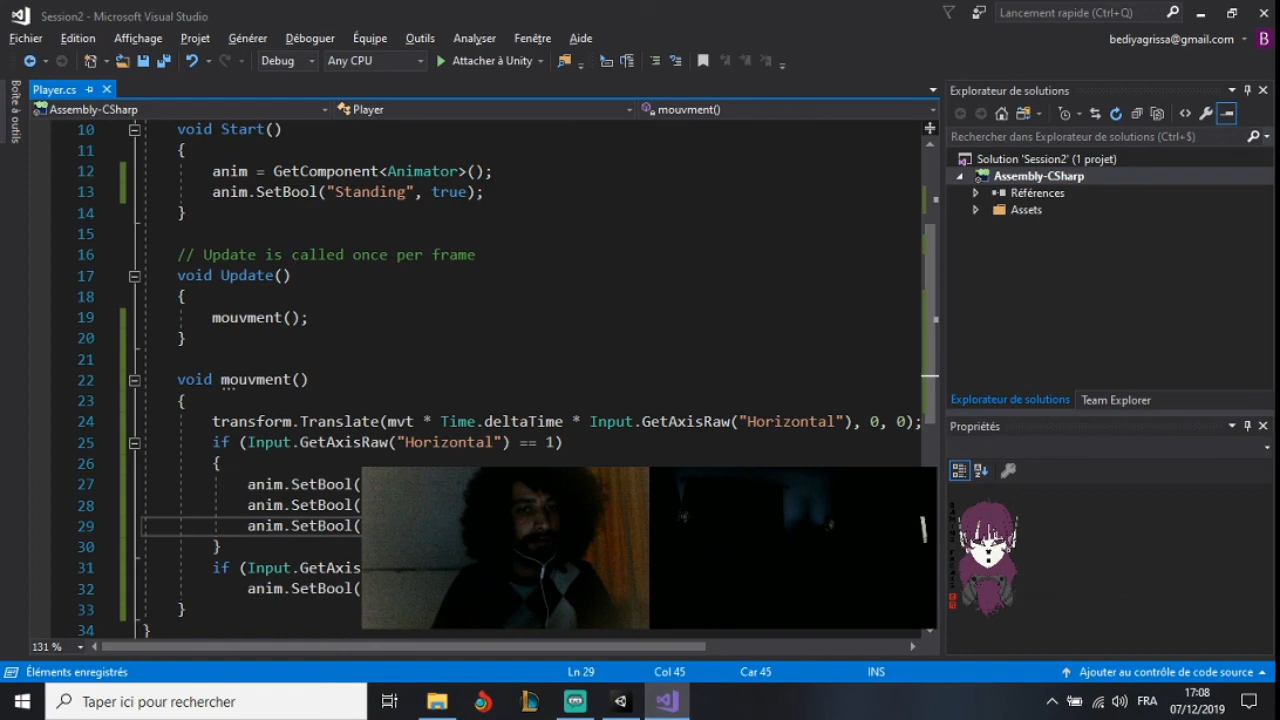 Session2 - Microsoft Visual Studio
Lancement rapide (Ctrl+Q)
Fichier Edition Affichage Projet Générer Déboguer Équipe Outils Analyser Fenêtre Aide
bediyagrissa@gmail.com B
Debug Any CPU Attacher à Unity
Boîte à outils
Player.cs
Assembly-CSharp Player mouvment()
10 void Start()
11 {
12 anim = GetComponent<Animator>();
13 anim.SetBool("Standing", true);
14 }
15
16 // Update is called once per frame
17 void Update()
18 {
19 mouvment();
20 }
21
22 void mouvment()
23 {
24 transform.Translate(mvt * Time.deltaTime * Input.GetAxisRaw("Horizontal"), 0, 0);
25 if (Input.GetAxisRaw("Horizontal") == 1)
26 {
27 anim.SetBool(
28 anim.SetBool(
29 anim.SetBool(
30 }
31 if (Input.GetAxis
32 anim.SetBool(
33 }
34 }
131 %
Explorateur de solutions
Rechercher dans Explorateur de solutions (Ctrl+$)
Solution 'Session2' (1 projet)
Assembly-CSharp
Références
Assets
Explorateur de solutions Team Explorer
Propriétés
Éléments enregistrés Ln 29 Col 45 Car 45 INS Ajouter au contrôle de code source
Taper ici pour rechercher
FRA
17:08
07/12/2019